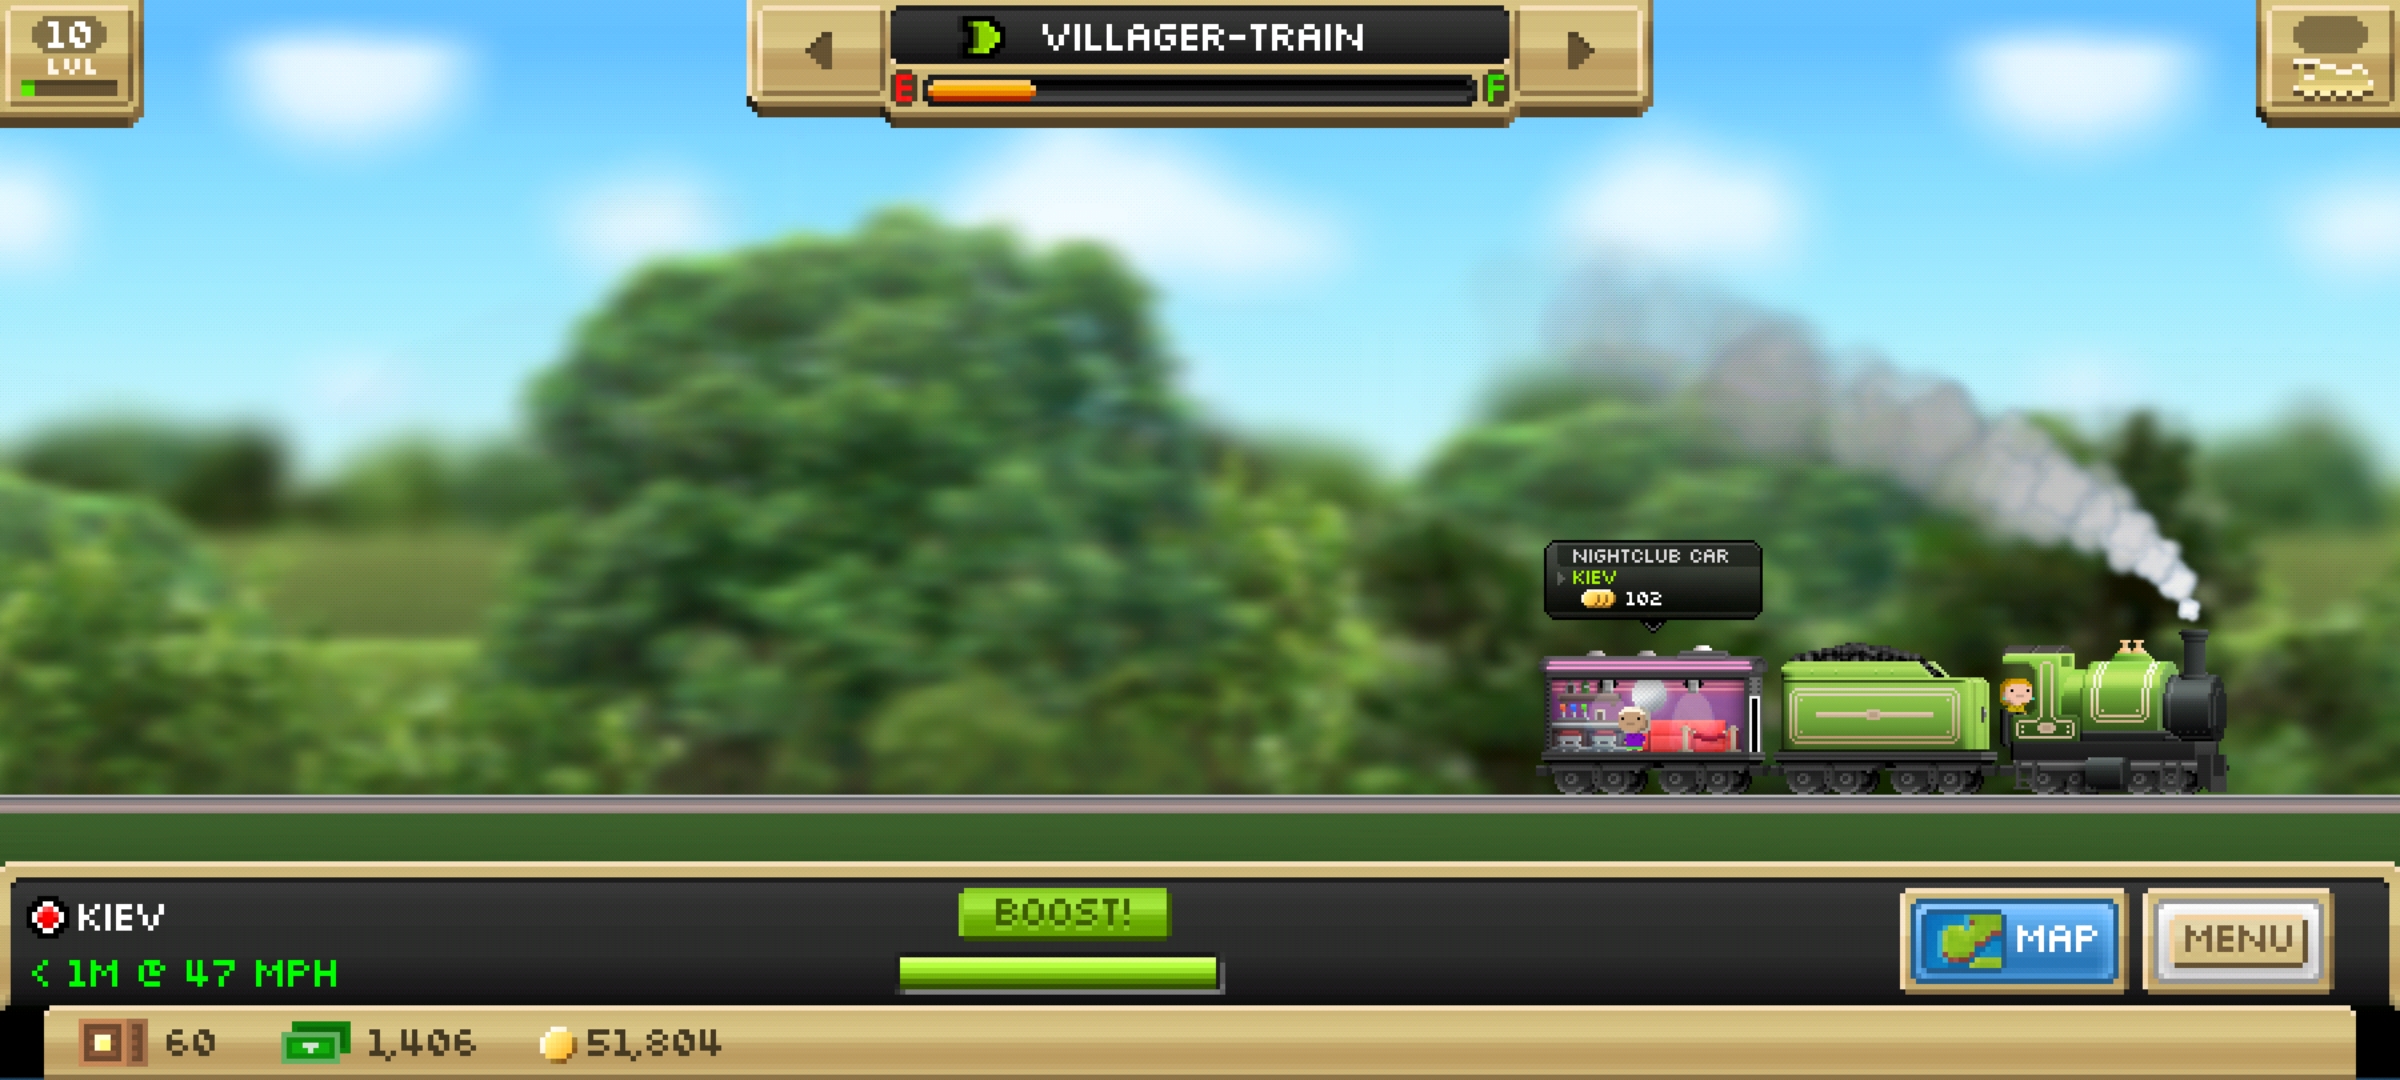 10
LVL
VILLAGER-TRAIN
E F
NIGHTCLUB CAR
KIEV
102
KIEV
< 1M @ 47 MPH
BOOST!
MAP
MENU
60 1,406 51,804